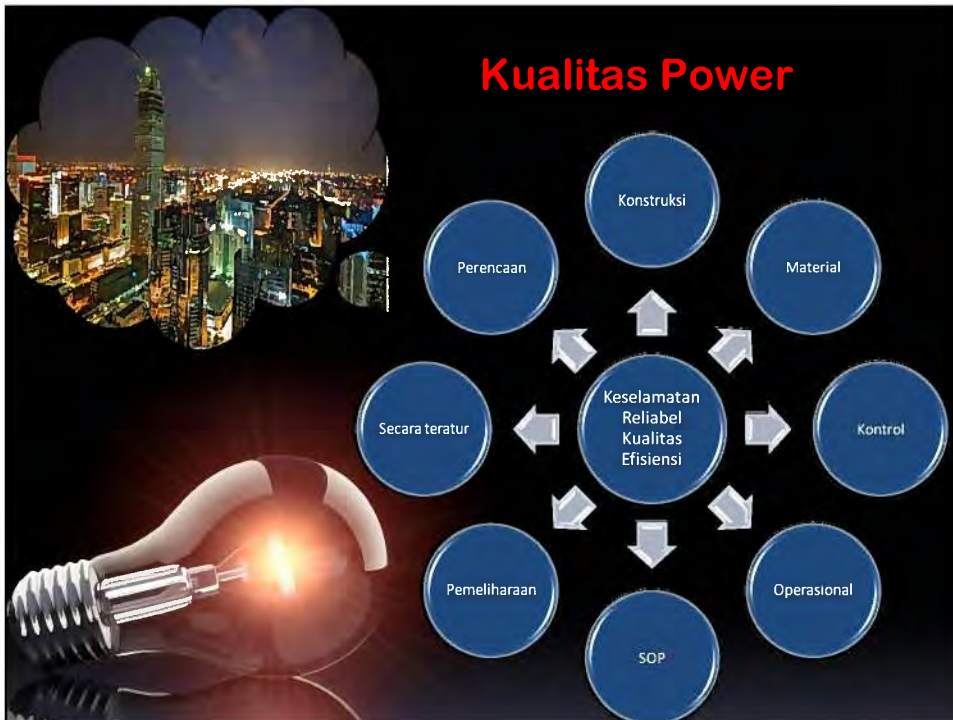 Kualitas Power
Konstruksi
Material
Kontrol
Operasional
SOP
Pemeliharaan
Secara teratur
Perencaan
Keselamatan
Reliabel
Kualitas
Efisiensi